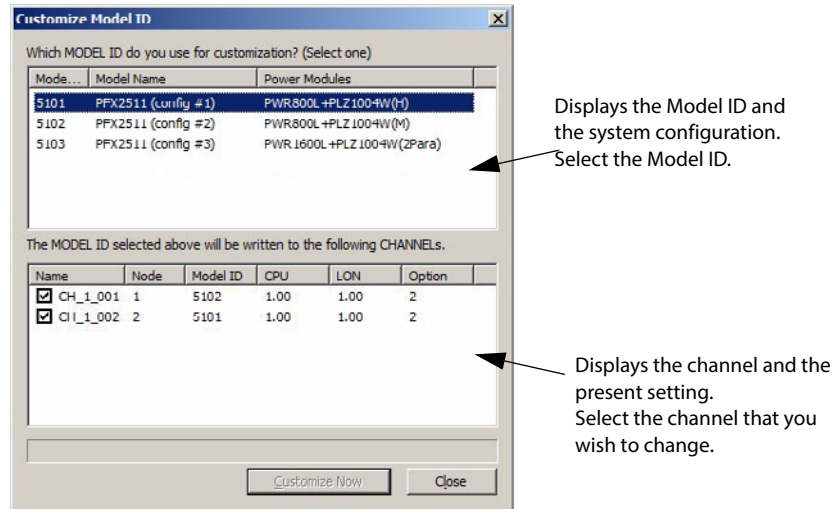 Customize Model ID
Which MODEL ID do you use for customization? (Select one)
Mode... Model Name Power Modules
5101 PFX2511 (config #1) PWR800L+PLZ1004W(H)
5102 PFX2511 (config #2) PWR800L+PLZ1004W(M)
5103 PFX2511 (config #3) PWR1600L+PLZ1004W(2Para)
Displays the Model ID and
the system configuration.
Select the Model ID.
The MODEL ID selected above will be written to the following CHANNELs.
Name Node Model ID CPU LON Option
CH_1_001 1 5102 1.00 1.00 2
CH_1_002 2 5101 1.00 1.00 2
Displays the channel and the
present setting.
Select the channel that you
wish to change.
Customize Now Close